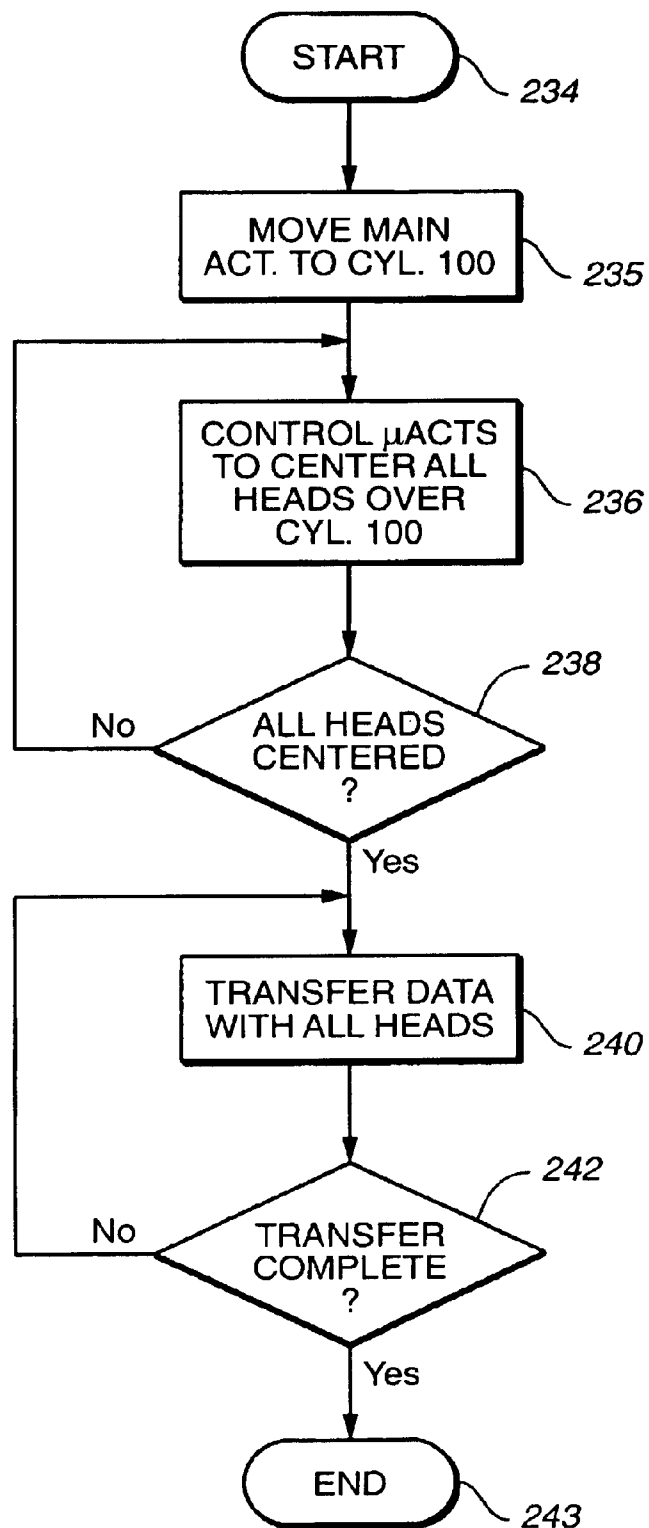 START
234
MOVE MAIN
ACT. TO CYL. 100
235
CONTROL µACTS
TO CENTER ALL
HEADS OVER
CYL. 100
236
238
No
ALL HEADS
CENTERED
?
Yes
TRANSFER DATA
WITH ALL HEADS
240
242
No
TRANSFER
COMPLETE
?
Yes
END
243